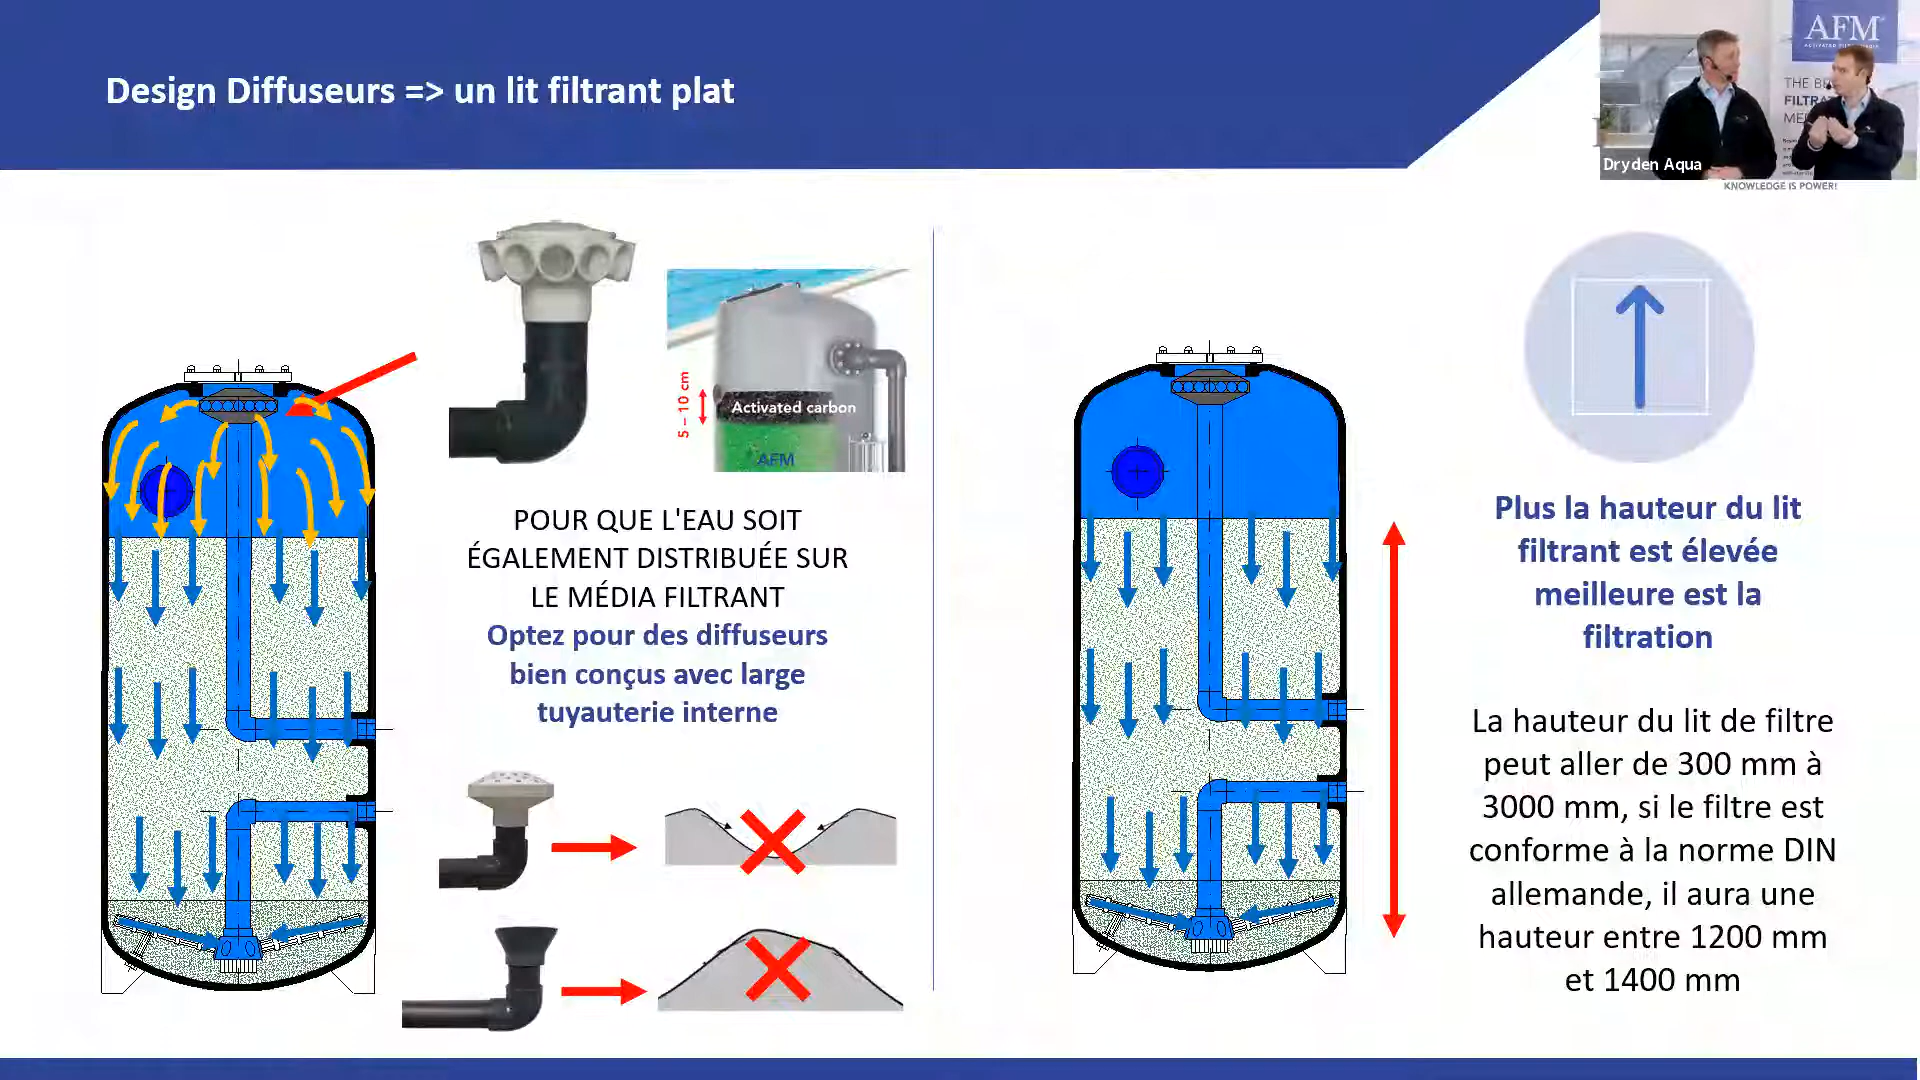 Design Diffuseurs => un lit filtrant plat
AFM
THE
FILTRA
ME
Dryden Aqua
KNOWLEDGE IS POWER!
5 – 10 cm
Activated carbon
AFM
POUR QUE L'EAU SOIT
ÉGALEMENT DISTRIBUÉE SUR
LE MÉDIA FILTRANT
Optez pour des diffuseurs
bien conçus avec large
tuyauterie interne
Plus la hauteur du lit
filtrant est élevée
meilleure est la
filtration
La hauteur du lit de filtre
peut aller de 300 mm à
3000 mm, si le filtre est
conforme à la norme DIN
allemande, il aura une
hauteur entre 1200 mm
et 1400 mm